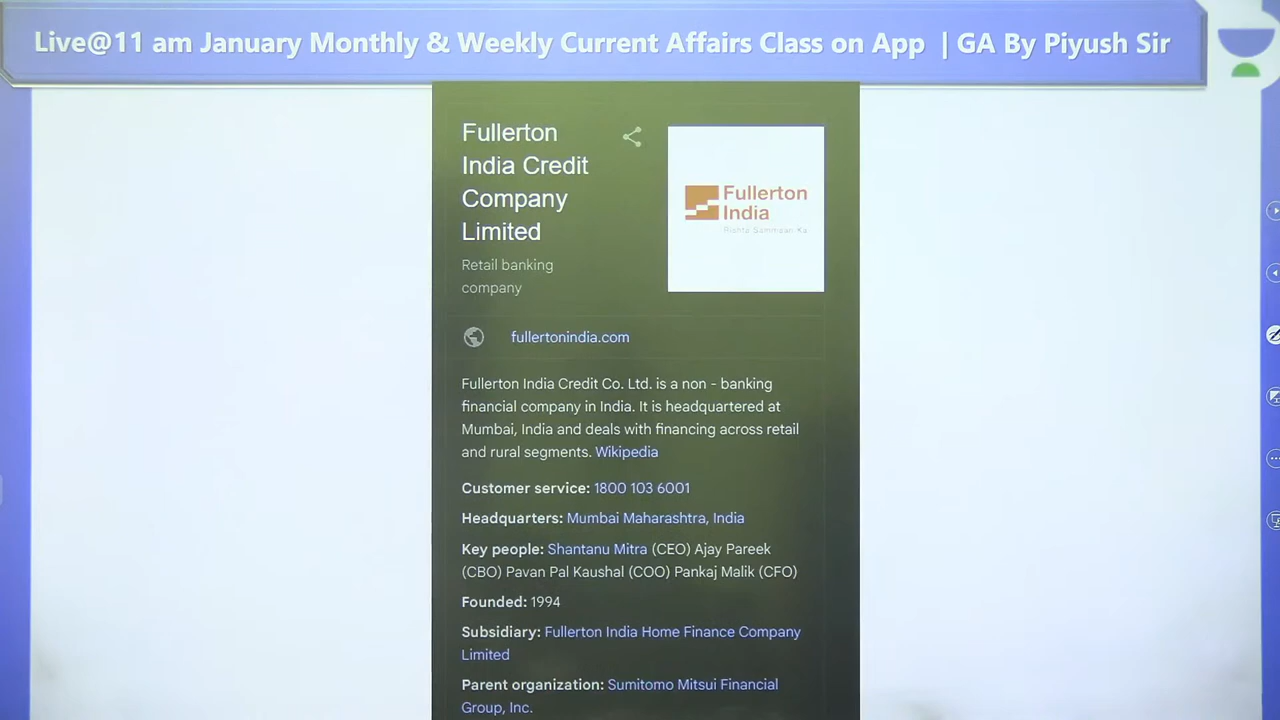 Live@11 am January Monthly & Weekly Current Affairs Class on App | GA By Piyush Sir
Fullerton
India Credit
Company
Limited
Retail banking
company
Fullerton
India
Rishta Sammaan Ka
fullertonindia.com
Fullerton India Credit Co. Ltd. is a non - banking
financial company in India. It is headquartered at
Mumbai, India and deals with financing across retail
and rural segments. Wikipedia
Customer service: 1800 103 6001
Headquarters: Mumbai Maharashtra, India
Key people: Shantanu Mitra (CEO) Ajay Pareek
(CBO) Pavan Pal Kaushal (COO) Pankaj Malik (CFO)
Founded: 1994
Subsidiary: Fullerton India Home Finance Company
Limited
Parent organization: Sumitomo Mitsui Financial
Group, Inc.